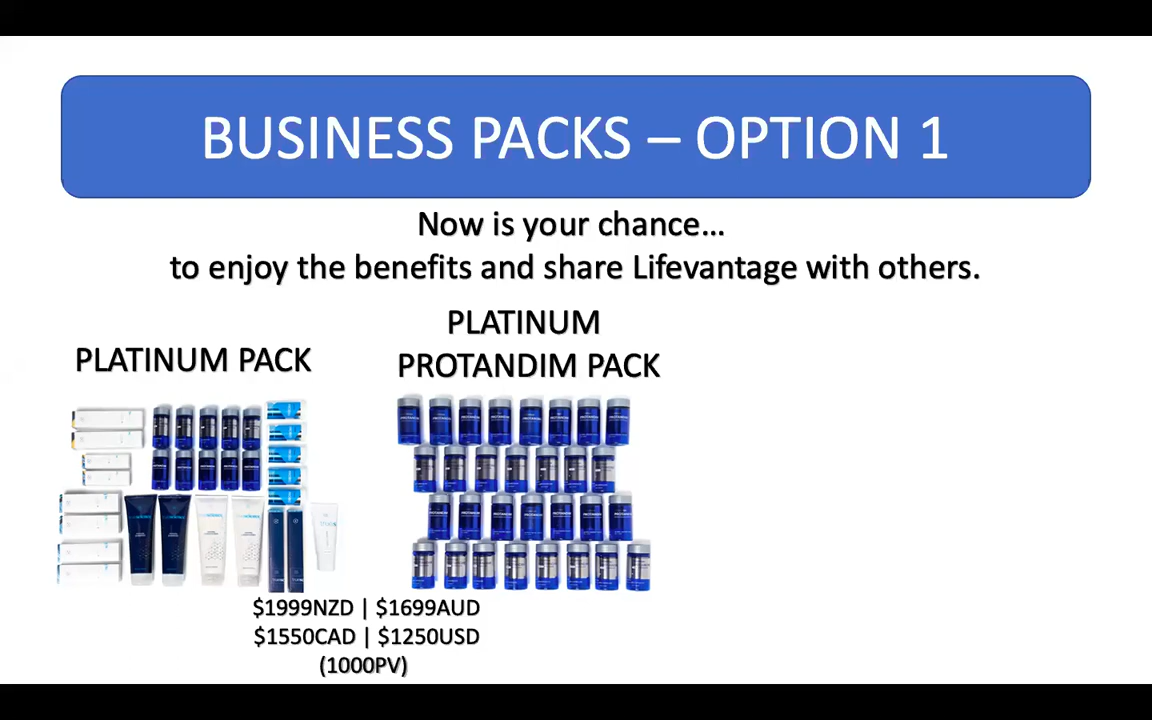 BUSINESS PACKS – OPTION 1
Now is your chance…
to enjoy the benefits and share Lifevantage with others.
PLATINUM PACK
PLATINUM
PROTANDIM PACK
$1999NZD | $1699AUD
$1550CAD | $1250USD
(1000PV)